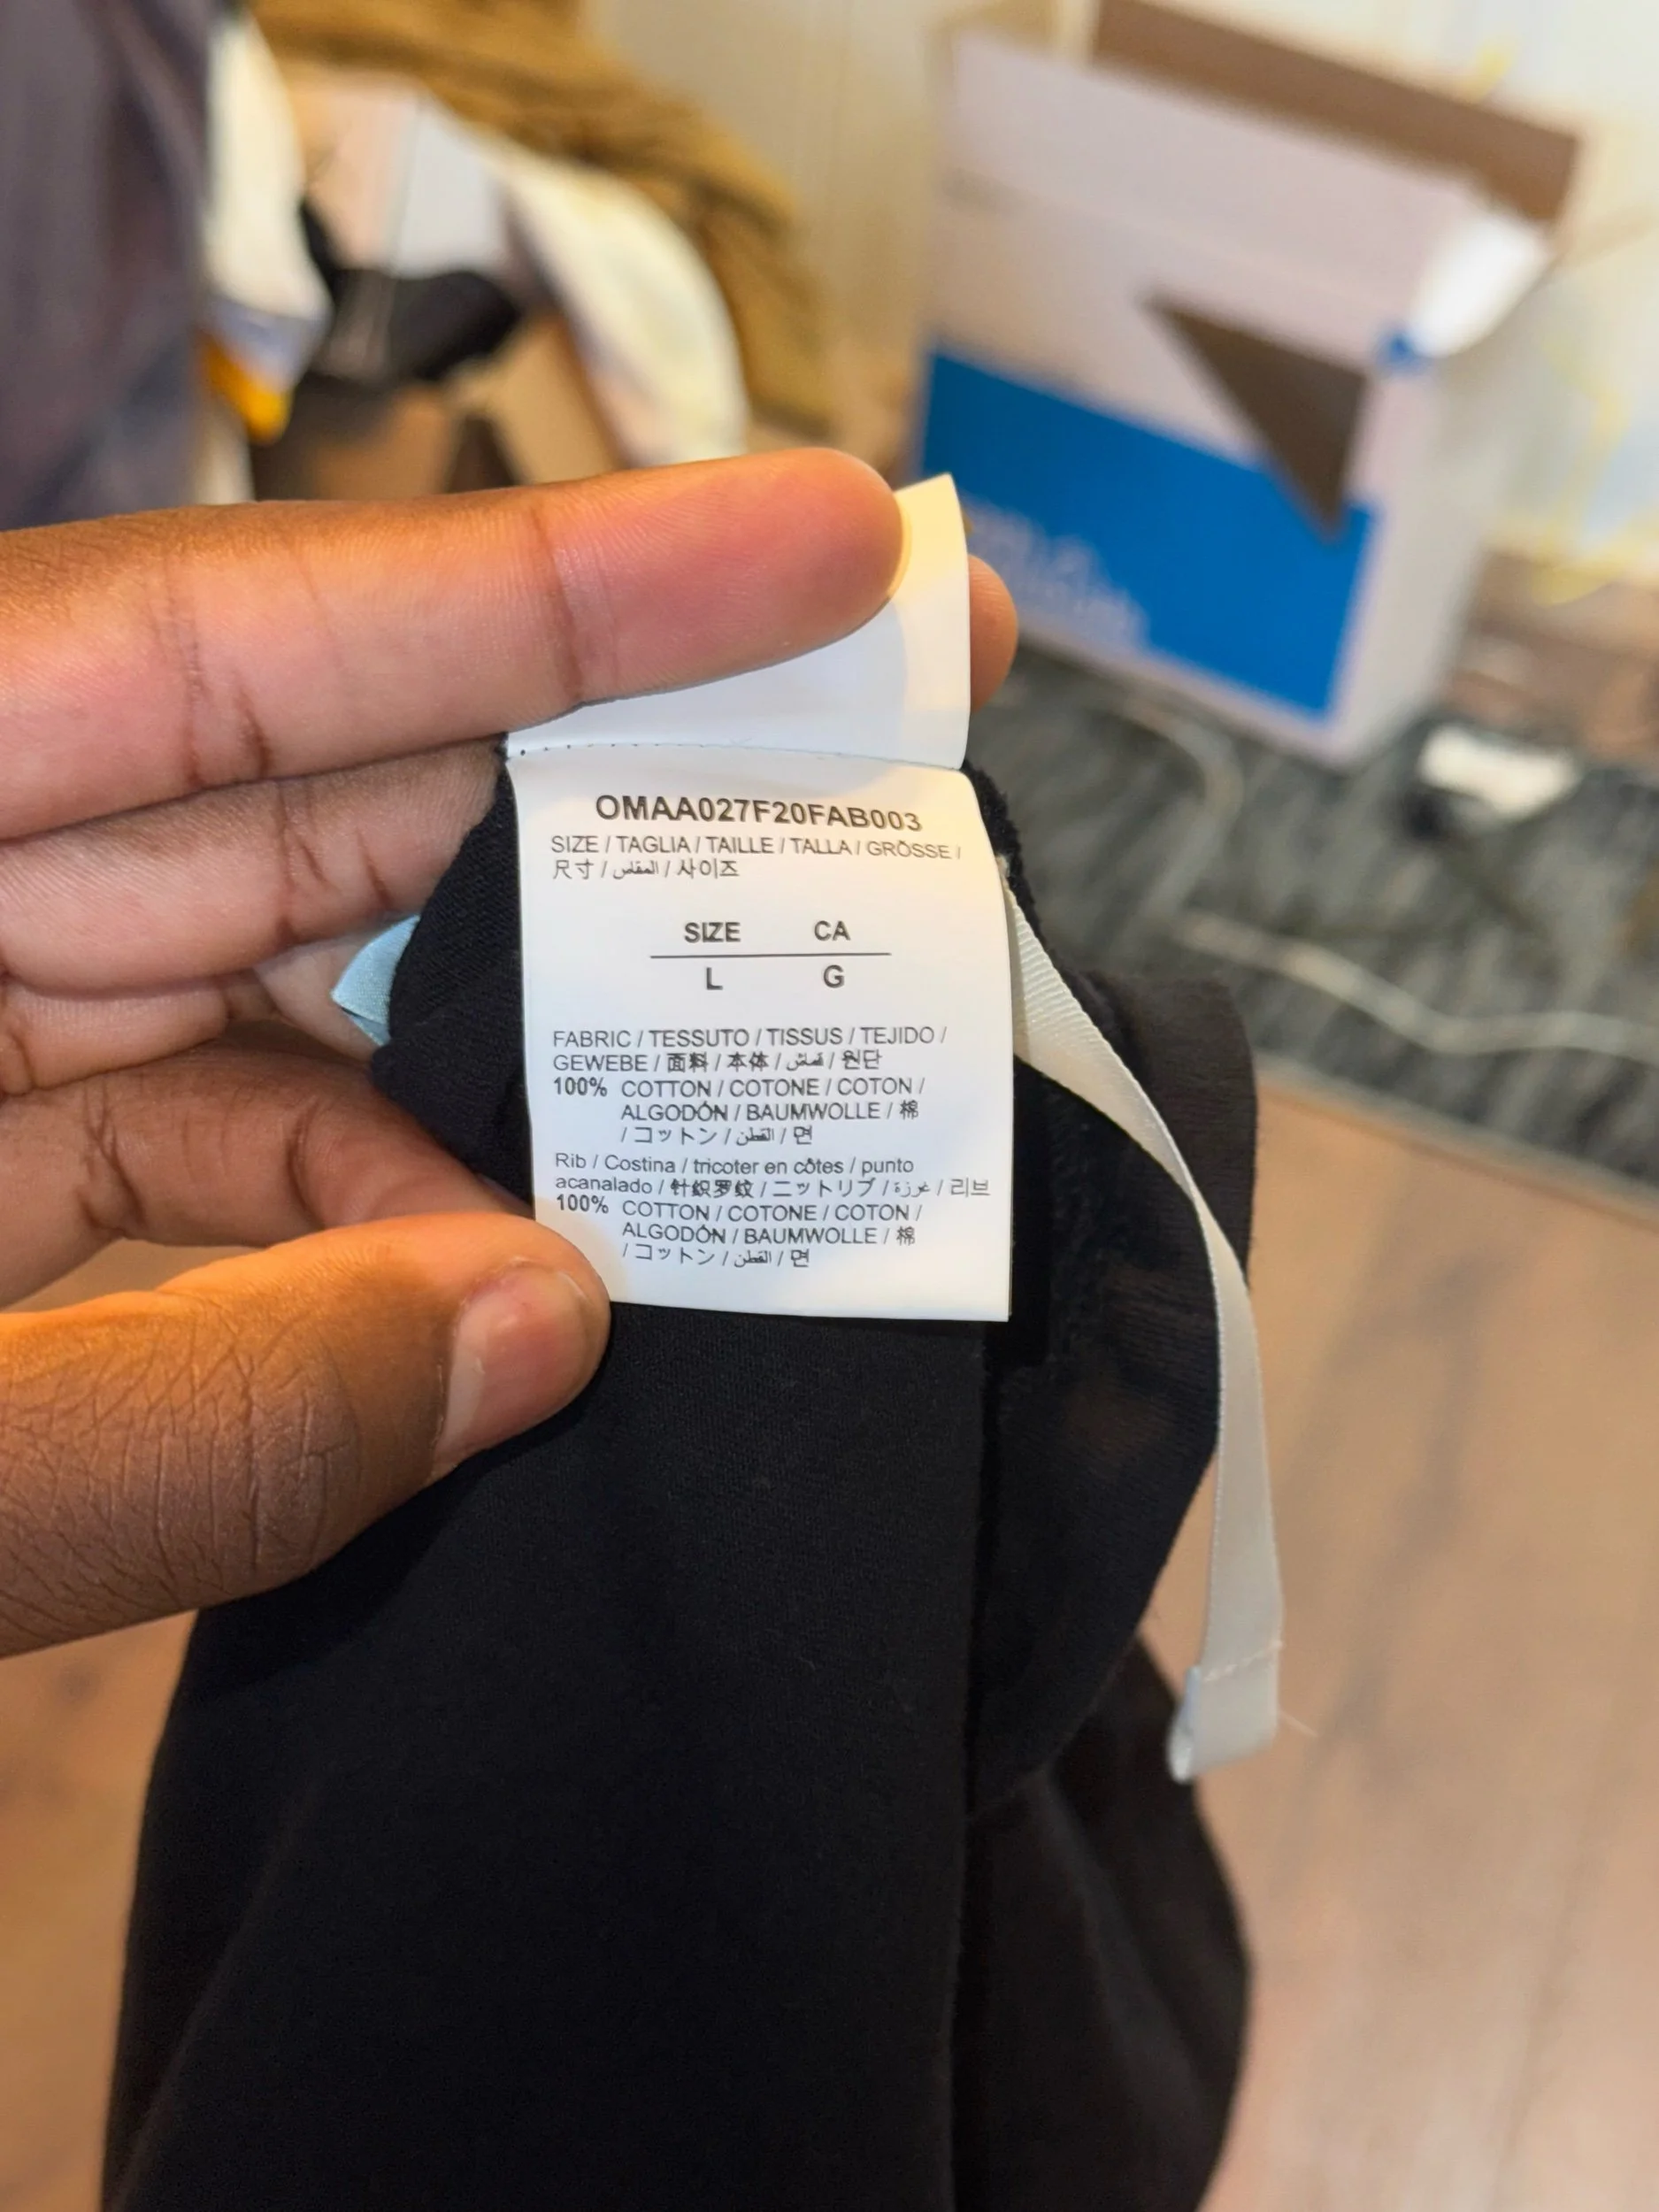 OMAA027F20FAB003
SIZE / TAGLIA / TAILLE / TALLA / GRÖSSE /
尺寸 / المقاس / 사이즈
SIZE CA
L G
FABRIC / TESSUTO / TISSUS / TEJIDO /
GEWEBE / 面料 / 本体 / قماش / 원단
100% COTTON / COTONE / COTON /
ALGODÓN / BAUMWOLLE / 棉
/ コットン / القطن / 면
Rib / Costina / tricoter en côtes / punto
acanalado / 针织罗纹 / ニットリブ / غرزة / 리브
100% COTTON / COTONE / COTON /
ALGODÓN / BAUMWOLLE / 棉
/ コットン / القطن / 면